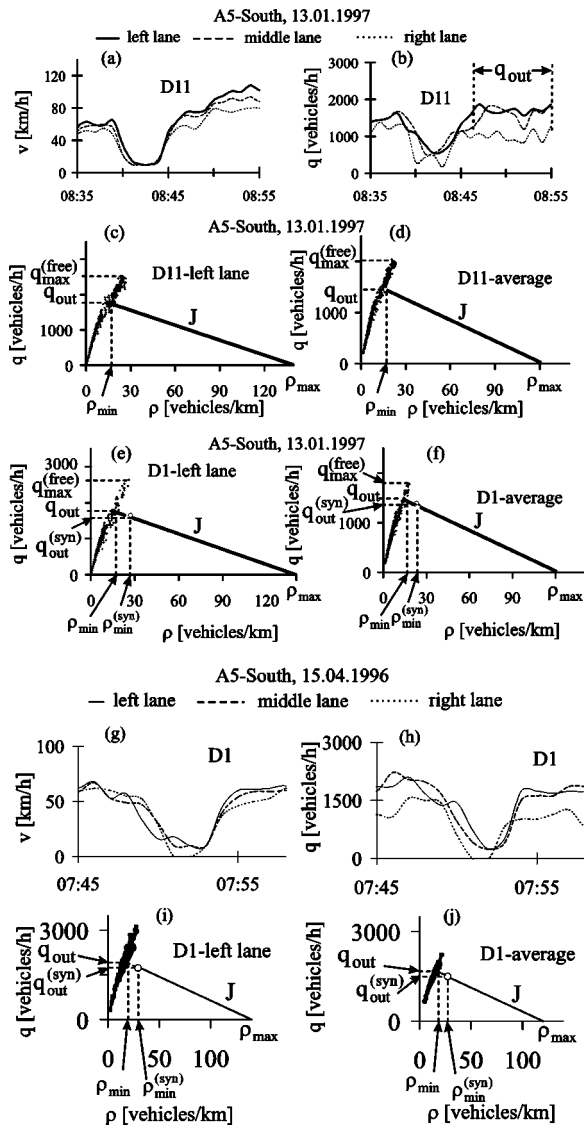 A5-South, 13.01.1997
left lane middle lane right lane
(a)
D11
v [km/h]
120
80
40
0
08:35 08:45 08:55
(b)
D11
q_out
q [vehicles/h]
3000
2000
1000
0
08:35 08:45 08:55
A5-South, 13.01.1997
(c)
D11-left lane
q [vehicles/h]
q_max^(free)
q_out
1000
0
J
0 30 60 90 120
ρ_min
ρ [vehicles/km]
ρ_max
(d)
D11-average
q [vehicles/h]
q_max^(free)
q_out
1000
0
J
0 30 60 90 120
ρ_min
ρ [vehicles/km]
ρ_max
A5-South, 13.01.1997
(e)
D1-left lane
q [vehicles/h]
3000
q_max^(free)
q_out
q_out^(syn)
0
J
0 30 60 90 130
ρ_min ρ_min^(syn)
ρ [vehicles/km]
ρ_max
(f)
D1-average
q [vehicles/h]
q_max^(free)
q_out
q_out^(syn)
1000
0
J
0 30 60 90
ρ_min ρ_min^(syn)
ρ [vehicles/km]
ρ_max
A5-South, 15.04.1996
left lane middle lane right lane
(g)
D1
v [km/h]
100
50
0
07:45 07:55
(h)
D1
q [vehicles/h]
3000
1500
0
07:45 07:55
(i)
D1-left lane
q [vehicles/h]
3000
q_out
q_out^(syn)
0
J
0 50 100
ρ_min ρ_min^(syn)
ρ_max
ρ [vehicles/km]
(j)
D1-average
q [vehicles/h]
3000
q_out
q_out^(syn)
0
J
0 50 100
ρ_min ρ_min^(syn)
ρ_max
ρ [vehicles/km]